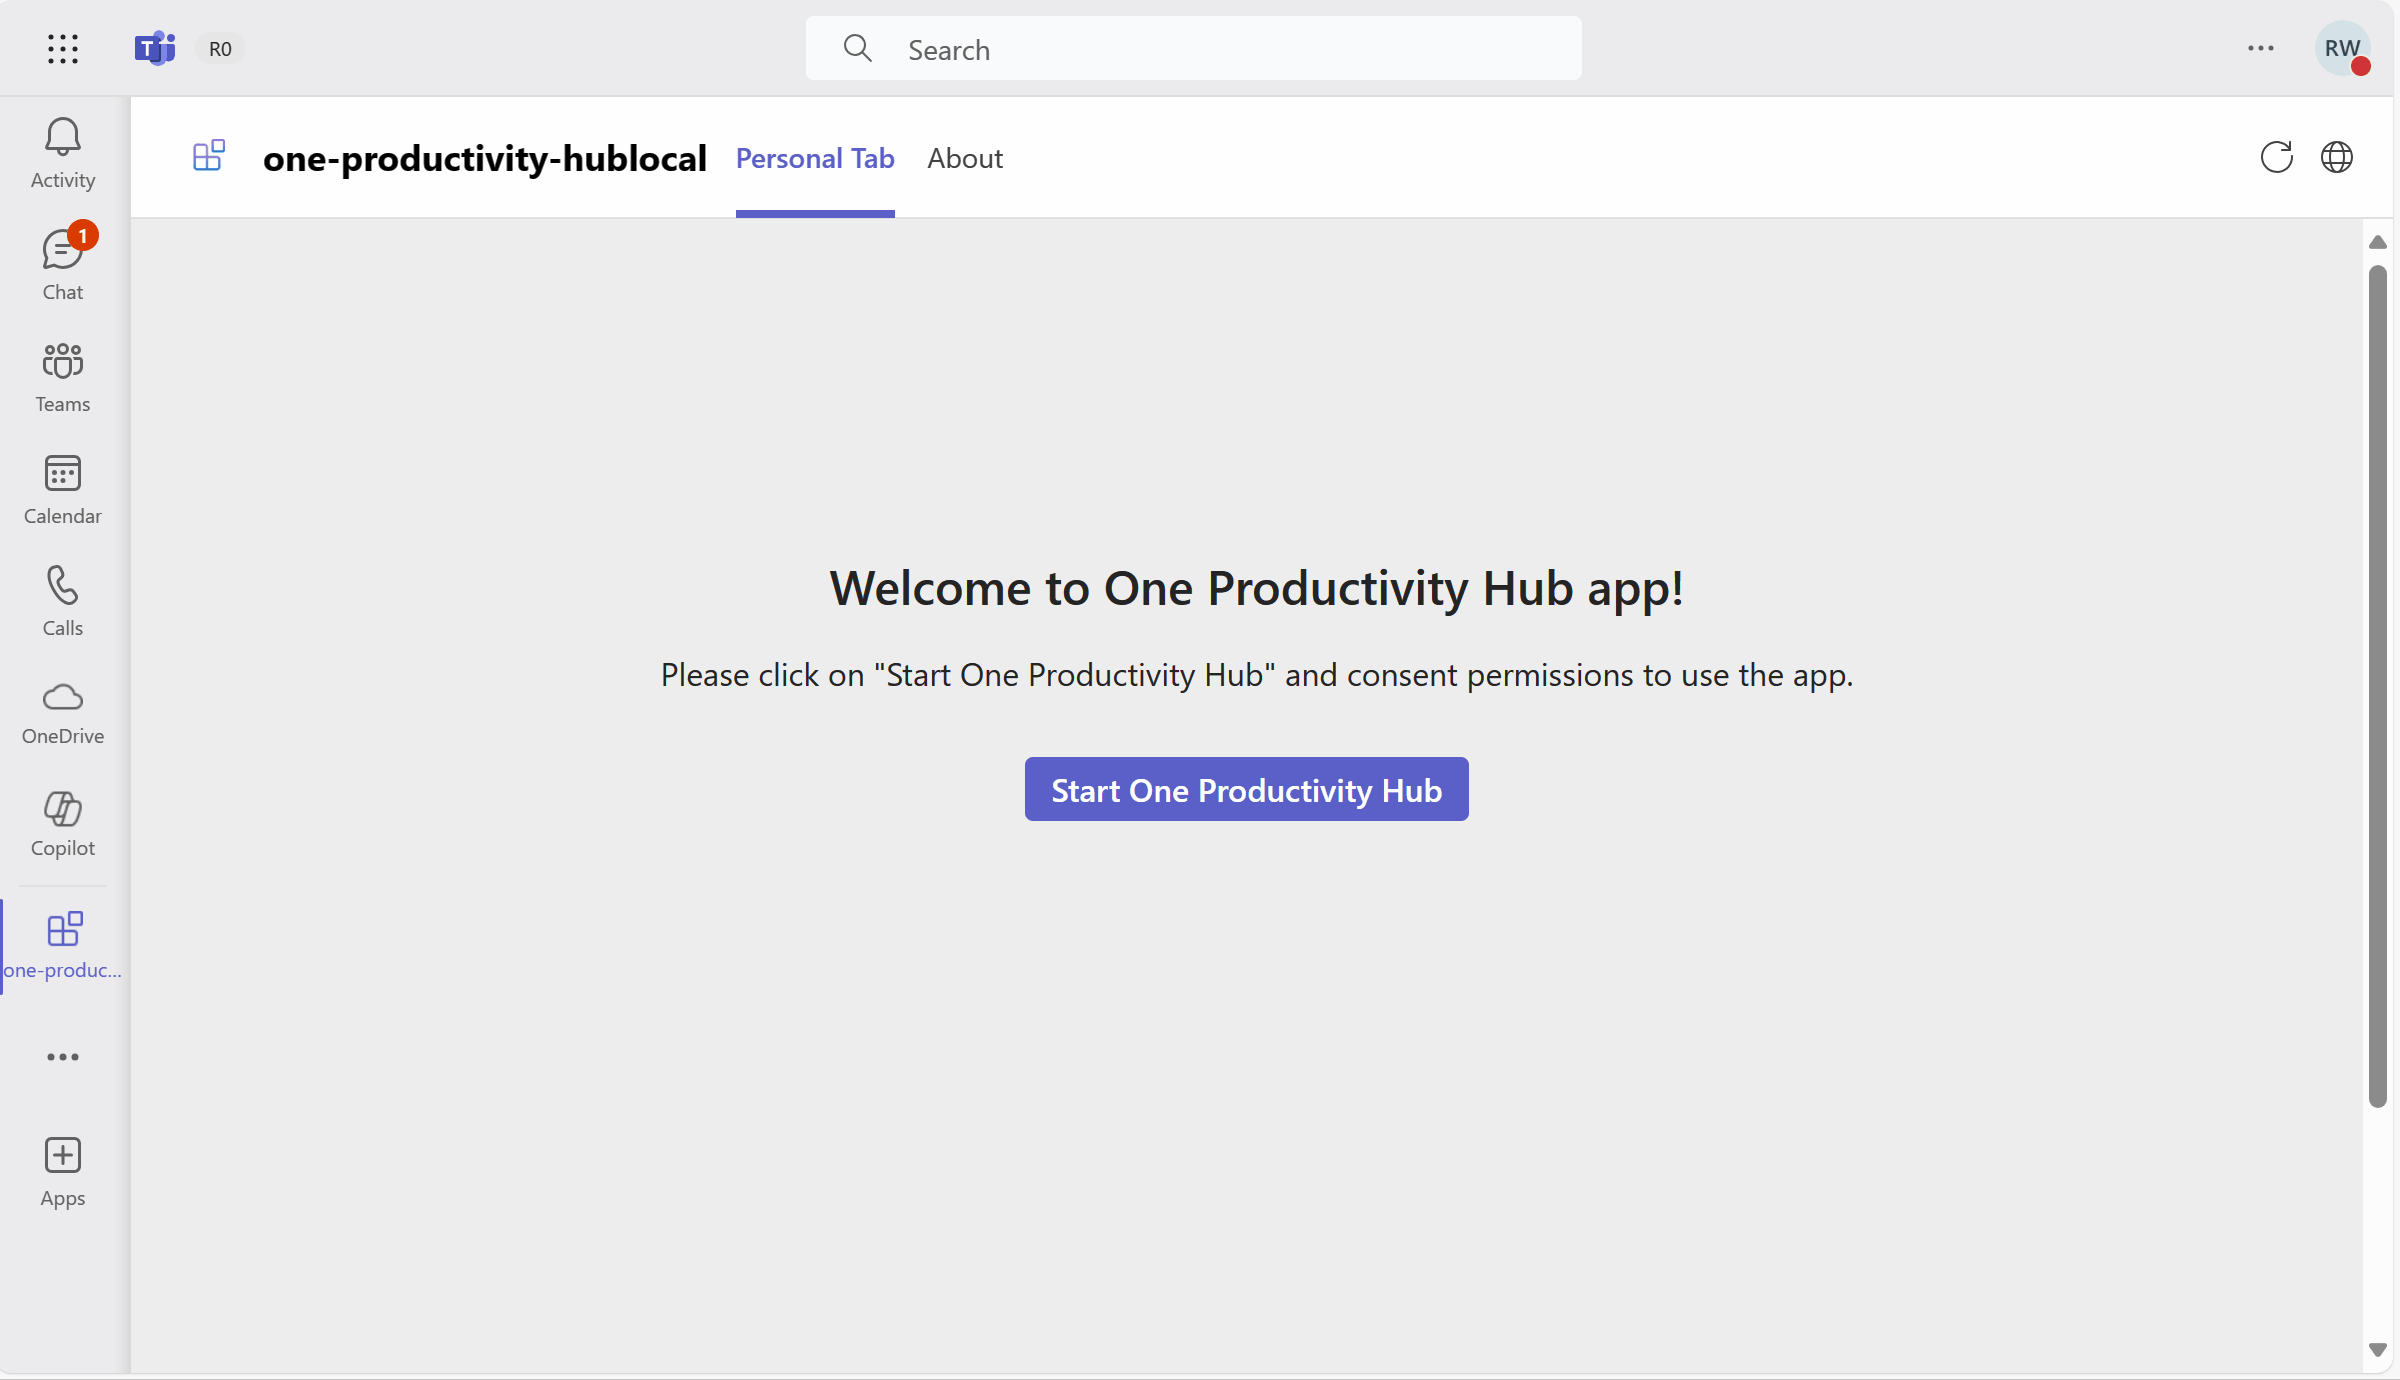 T
R0
Search
RW
Activity
1
Chat
Teams
Calendar
Calls
OneDrive
Copilot
one-produc...
Apps
one-productivity-hublocal
Personal Tab
About
Welcome to One Productivity Hub app!
Please click on "Start One Productivity Hub" and consent permissions to use the app.
Start One Productivity Hub